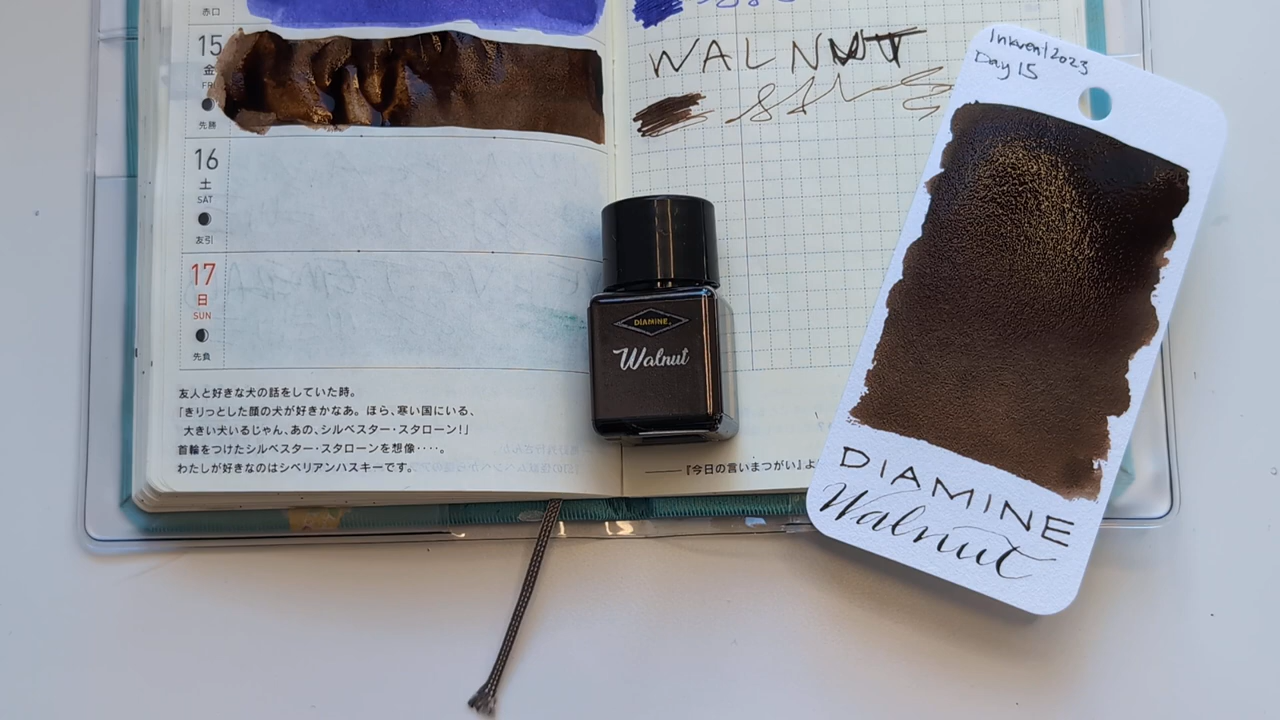 赤口
15
金
FRI
先勝
16
土
SAT
友引
17
日
SUN
先負
友人と好きな犬の話をしていた時。
「きりっとした顔の犬が好きかなあ。ほら、寒い国にいる、
大きい犬いるじゃん、あの、シルベスター・スタローン!」
首輪をつけたシルベスター・スタローンを想像‥‥。
わたしが好きなのはシベリアンハスキーです。
WALNUT
『今日の言いまつがい』よ
DIAMINE
Walnut
Inkvent 2023
Day 15
DIAMINE
Walnut